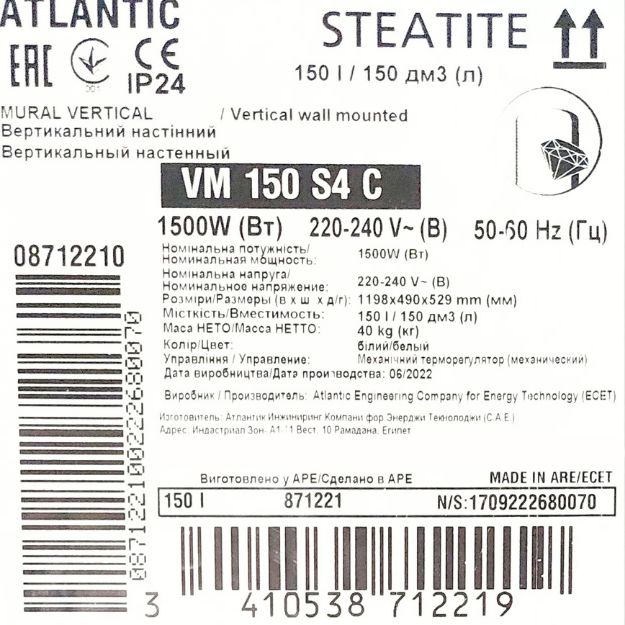 ATLANTIC
STEATITE
EAC
CE
IP24
150 l / 150 дм3 (л)
MURAL VERTICAL / Vertical wall mounted
Вертикальний настінний
Вертикальный настенный
VM 150 S4 C
1500W (Вт) 220-240 V~ (В) 50-60 Hz (Гц)
08712210
Номінальна потужність/
Номинальная мощность: 1500W (Вт)
Номінальна напруга/
Номинальное напряжение: 220-240 V~ (В)
Розміри/Размеры (в х ш х д/г): 1198x490x529 mm (мм)
Місткість/Вместимость: 150 l / 150 дм3 (л)
Маса НЕТО/Масса НЕТТО: 40 kg (кг)
Колір/Цвет: білий/белый
Управління / Управление: Механічний терморегулятор (механический)
Дата виробництва/Дата производства: 06/2022
Виробник / Производитель: Atlantic Engineering Company for Energy Technology (ECET)
Изготовитель: Атлантик Инжиниринг Компани фор Энерджи Текнолоджи (С.А.Е.)
Адрес: Индастриал Зон- А1-11 Вест. 10 Рамадана, Египет
Виготовлено у АРЕ/Сделано в АРЕ
MADE IN ARE/ECET
150 l 871221 N/S:1709222680070
0871221002222680070
3 410538 712219